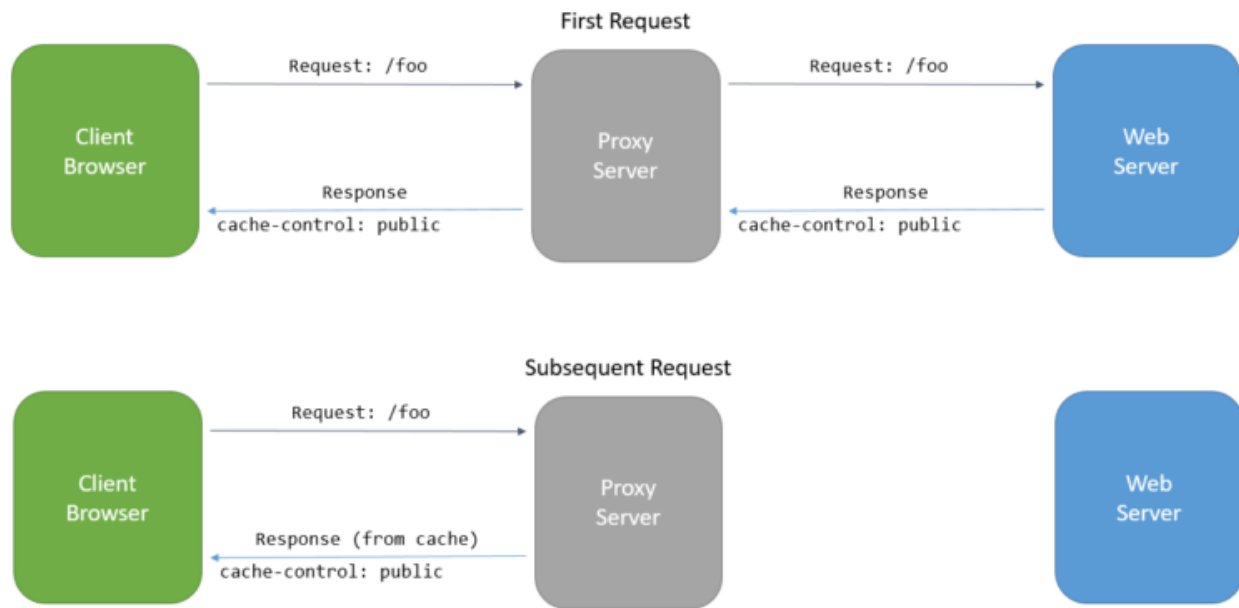 First Request
Request: /foo
Request: /foo
Client
Browser
Proxy
Server
Web
Server
Response
cache-control: public
Response
cache-control: public
Subsequent Request
Request: /foo
Client
Browser
Proxy
Server
Web
Server
Response (from cache)
cache-control: public